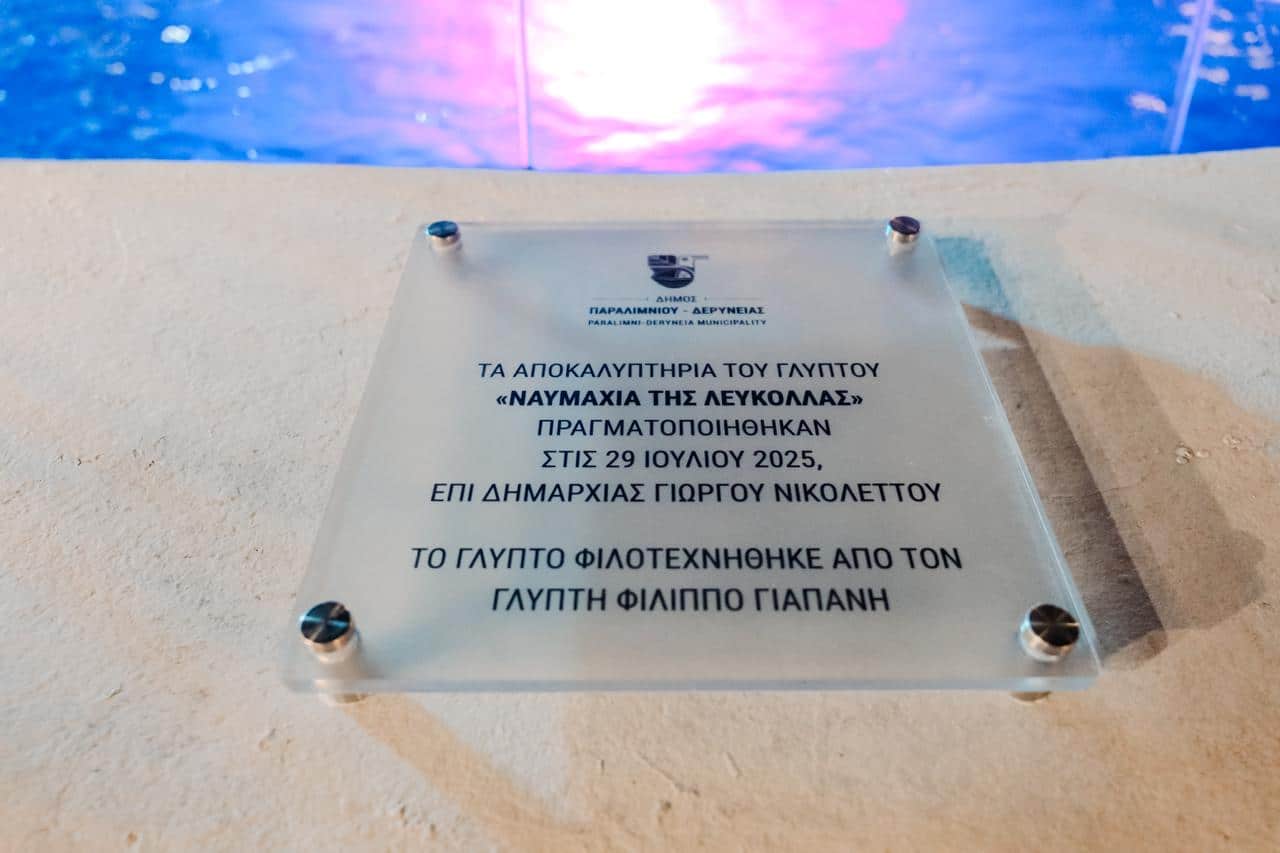 ΔΗΜΟΣ
ΠΑΡΑΛΙΜΝΙΟΥ - ΔΕΡΥΝΕΙΑΣ
PARALIMNI-DERYNEIA MUNICIPALITY
ΤΑ ΑΠΟΚΑΛΥΠΤΗΡΙΑ ΤΟΥ ΓΛΥΠΤΟΥ
«ΝΑΥΜΑΧΙΑ ΤΗΣ ΛΕΥΚΟΛΛΑΣ»
ΠΡΑΓΜΑΤΟΠΟΙΗΘΗΚΑΝ
ΣΤΙΣ 29 ΙΟΥΛΙΟΥ 2025,
ΕΠΙ ΔΗΜΑΡΧΙΑΣ ΓΙΩΡΓΟΥ ΝΙΚΟΛΕΤΤΟΥ
ΤΟ ΓΛΥΠΤΟ ΦΙΛΟΤΕΧΝΗΘΗΚΕ ΑΠΟ ΤΟΝ
ΓΛΥΠΤΗ ΦΙΛΙΠΠΟ ΓΙΑΠΑΝΗ